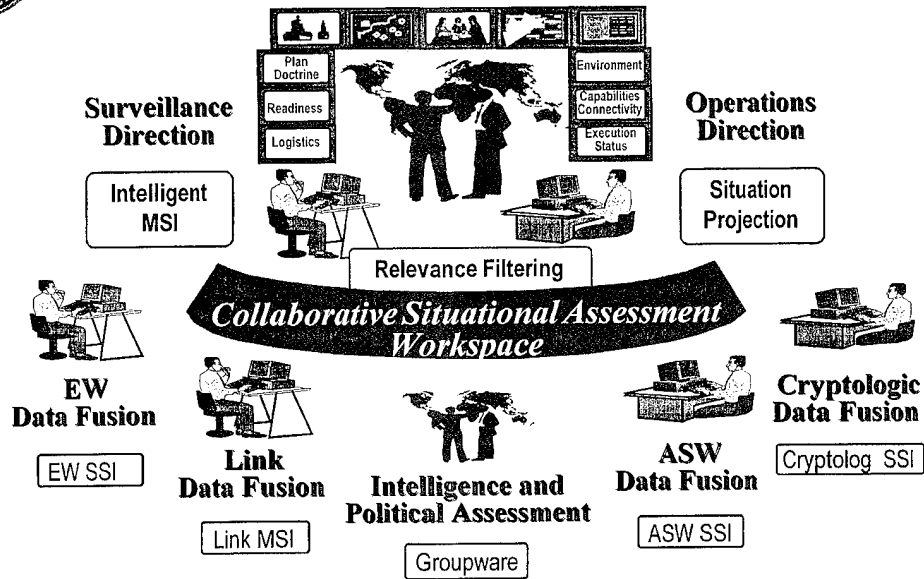 Plan
Doctrine
Readiness
Logistics
Environment
Capabilities
Connectivity
Execution
Status
Surveillance
Direction
Operations
Direction
Intelligent
MSI
Situation
Projection
Relevance Filtering
Collaborative Situational Assessment
Workspace
EW
Data Fusion
EW SSI
Link
Data Fusion
Link MSI
Intelligence and
Political Assessment
Groupware
ASW
Data Fusion
ASW SSI
Cryptologic
Data Fusion
Cryptolog SSI